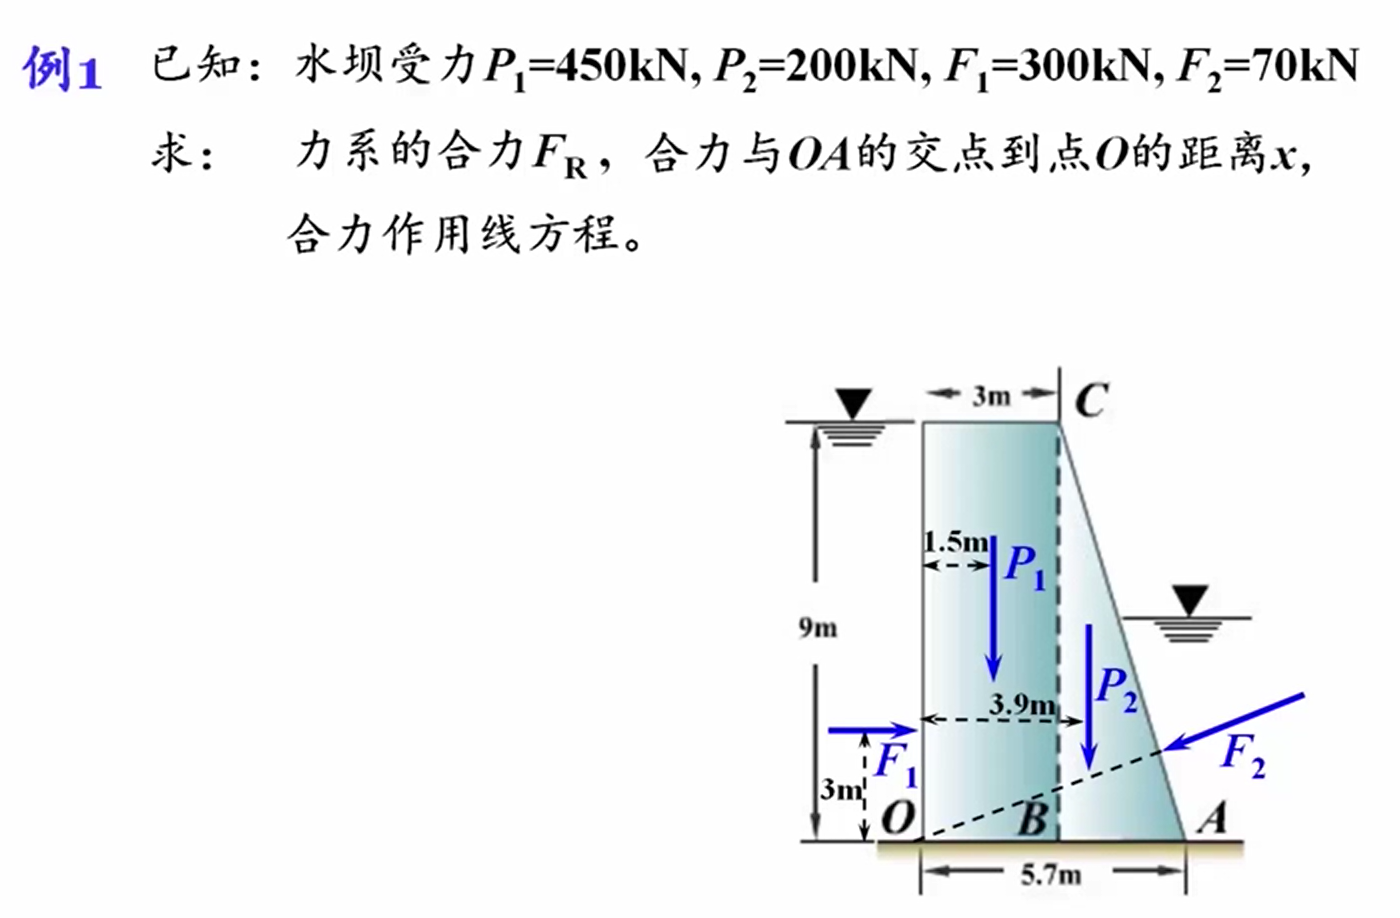 例1 已知：水坝受力P₁=450kN, P₂=200kN, F₁=300kN, F₂=70kN
求： 力系的合力F_R，合力与OA的交点到点O的距离x，
合力作用线方程。
3m
C
1.5m
P₁
9m
P₂
3.9m
F₁
F₂
3m
O
B
A
5.7m